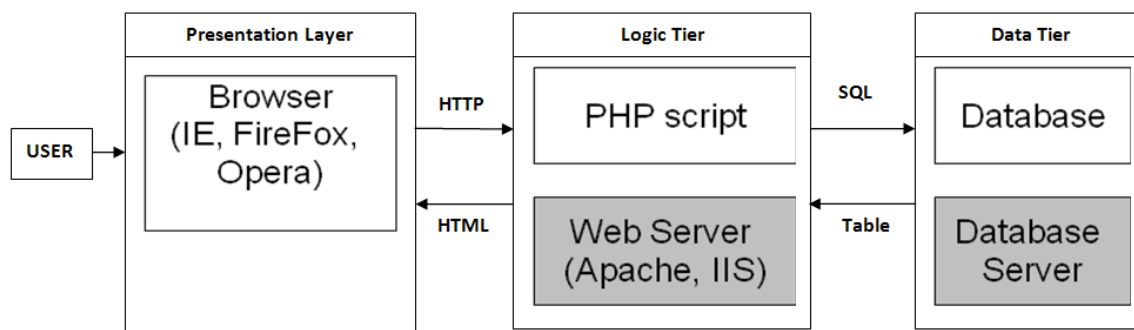 Presentation Layer
Logic Tier
Data Tier
USER
Browser
(IE, FireFox,
Opera)
HTTP
HTML
PHP script
Web Server
(Apache, IIS)
SQL
Table
Database
Database
Server